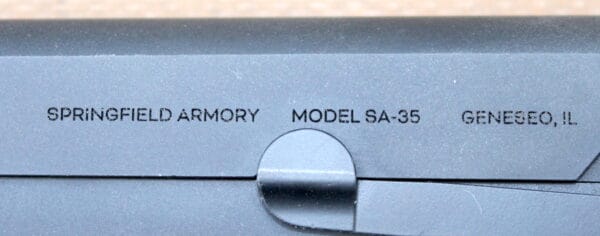 SPRINGFIELD ARMORY MODEL SA-35 GENESEO, IL